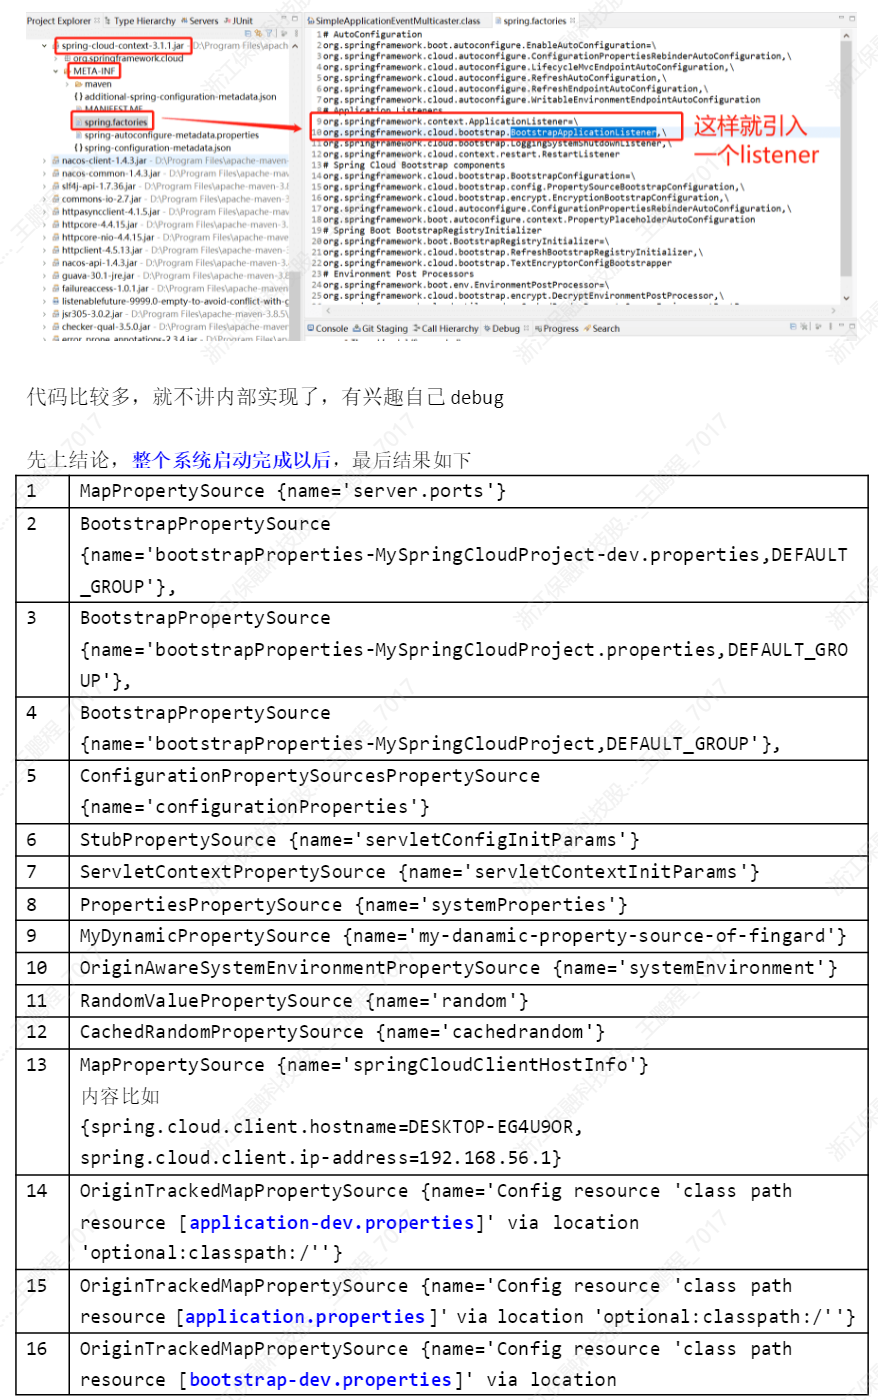 Project Explorer Type Hierarchy Servers JUnit
SimpleApplicationEventMulticaster.class spring.factories
spring-cloud-context-3.1.1.jar - D:\Program Files\apach
org.springframework.cloud
META-INF
maven
additional-spring-configuration-metadata.json
MANIFEST.MF
spring.factories
spring-autoconfigure-metadata.properties
spring-configuration-metadata.json
nacos-client-1.4.3.jar - D:\Program Files\apache-maven-
nacos-common-1.4.3.jar - D:\Program Files\apache-mave
slf4j-api-1.7.36.jar - D:\Program Files\apache-maven-3.
commons-io-2.7.jar - D:\Program Files\apache-maven-3
httpasyncclient-4.1.5.jar - D:\Program Files\apache-mav
httpcore-4.4.15.jar - D:\Program Files\apache-maven-3.
httpcore-nio-4.4.15.jar - D:\Program Files\apache-mave
httpclient-4.5.13.jar - D:\Program Files\apache-maven-
nacos-api-1.4.3.jar - D:\Program Files\apache-maven-3.
guava-30.1-jre.jar - D:\Program Files\apache-maven-3.8
failureaccess-1.0.1.jar - D:\Program Files\apache-mave
listenablefuture-9999.0-empty-to-avoid-conflict-with-g
jsr305-3.0.2.jar - D:\Program Files\apache-maven-3.8.5\
checker-qual-3.5.0.jar - D:\Program Files\apache-maven
error_prone_annotations-2.3.4.jar - D:\Program Files\ap
1 # AutoConfiguration
2 org.springframework.boot.autoconfigure.EnableAutoConfiguration=\
3 org.springframework.cloud.autoconfigure.ConfigurationPropertiesRebinderAutoConfiguration,\
4 org.springframework.cloud.autoconfigure.LifecycleMvcEndpointAutoConfiguration,\
5 org.springframework.cloud.autoconfigure.RefreshAutoConfiguration,\
6 org.springframework.cloud.autoconfigure.RefreshEndpointAutoConfiguration,\
7 org.springframework.cloud.autoconfigure.WritableEnvironmentEndpointAutoConfiguration
8 # Application Listeners
9 org.springframework.context.ApplicationListener=\
10 org.springframework.cloud.bootstrap.BootstrapApplicationListener,\
11 org.springframework.cloud.bootstrap.LoggingSystemShutdownListener,\
12 org.springframework.cloud.context.restart.RestartListener
13 # Spring Cloud Bootstrap components
14 org.springframework.cloud.bootstrap.BootstrapConfiguration=\
15 org.springframework.cloud.bootstrap.config.PropertySourceBootstrapConfiguration,\
16 org.springframework.cloud.bootstrap.encrypt.EncryptionBootstrapConfiguration,\
17 org.springframework.cloud.autoconfigure.ConfigurationPropertiesRebinderAutoConfiguration,\
18 org.springframework.boot.autoconfigure.context.PropertyPlaceholderAutoConfiguration
19 # Spring Boot BootstrapRegistryInitializer
20 org.springframework.boot.BootstrapRegistryInitializer=\
21 org.springframework.cloud.bootstrap.RefreshBootstrapRegistryInitializer,\
22 org.springframework.cloud.bootstrap.TextEncryptorConfigBootstrapper
23 # Environment Post Processors
24 org.springframework.boot.env.EnvironmentPostProcessor=\
25 org.springframework.cloud.bootstrap.encrypt.DecryptEnvironmentPostProcessor,\
这样就引入
一个listener
Console Git Staging Call Hierarchy Debug Progress Search
代码比较多，就不讲内部实现了，有兴趣自己 debug
先上结论，整个系统启动完成以后，最后结果如下
1 MapPropertySource {name='server.ports'}
2 BootstrapPropertySource
{name='bootstrapProperties-MySpringCloudProject-dev.properties,DEFAULT
_GROUP'},
3 BootstrapPropertySource
{name='bootstrapProperties-MySpringCloudProject.properties,DEFAULT_GRO
UP'},
4 BootstrapPropertySource
{name='bootstrapProperties-MySpringCloudProject,DEFAULT_GROUP'},
5 ConfigurationPropertySourcesPropertySource
{name='configurationProperties'}
6 StubPropertySource {name='servletConfigInitParams'}
7 ServletContextPropertySource {name='servletContextInitParams'}
8 PropertiesPropertySource {name='systemProperties'}
9 MyDynamicPropertySource {name='my-danamic-property-source-of-fingard'}
10 OriginAwareSystemEnvironmentPropertySource {name='systemEnvironment'}
11 RandomValuePropertySource {name='random'}
12 CachedRandomPropertySource {name='cachedrandom'}
13 MapPropertySource {name='springCloudClientHostInfo'}
内容比如
{spring.cloud.client.hostname=DESKTOP-EG4U9OR,
spring.cloud.client.ip-address=192.168.56.1}
14 OriginTrackedMapPropertySource {name='Config resource 'class path
resource [application-dev.properties]' via location
'optional:classpath:/''}
15 OriginTrackedMapPropertySource {name='Config resource 'class path
resource [application.properties]' via location 'optional:classpath:/''}
16 OriginTrackedMapPropertySource {name='Config resource 'class path
resource [bootstrap-dev.properties]' via location